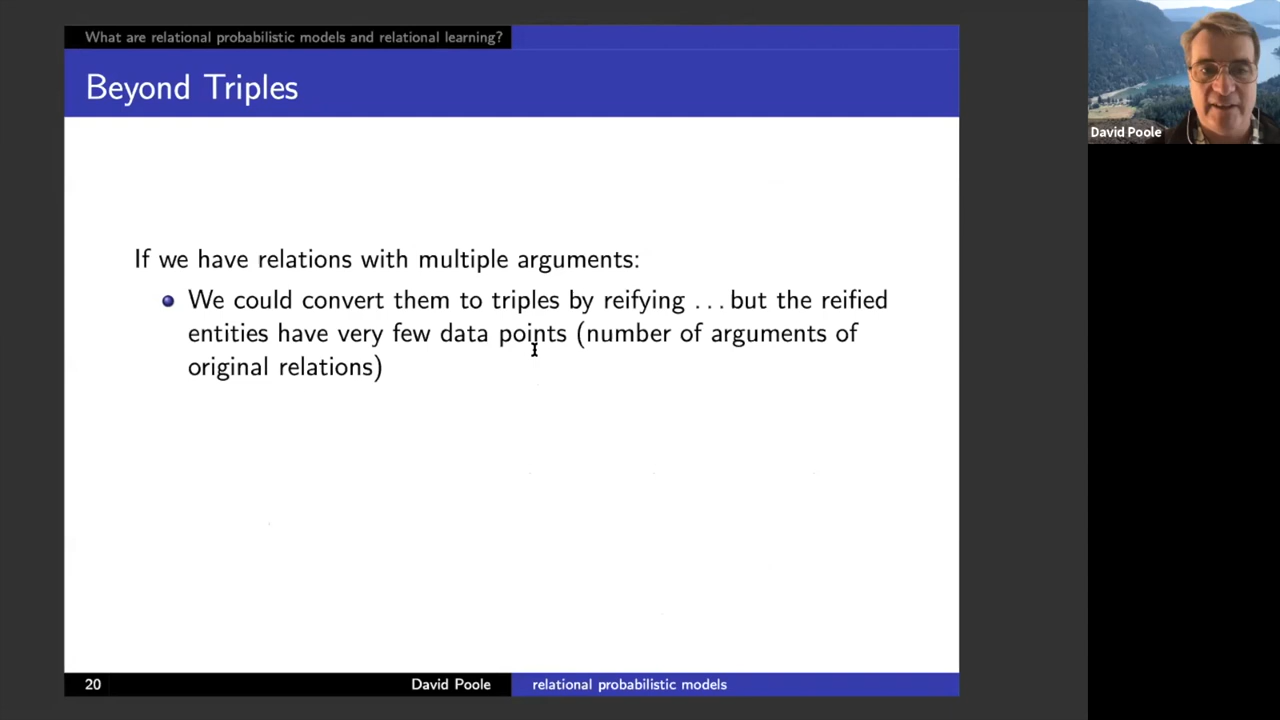 What are relational probabilistic models and relational learning?
Beyond Triples
David Poole
If we have relations with multiple arguments:
We could convert them to triples by reifying ... but the reified
entities have very few data points (number of arguments of
original relations)
20
David Poole
relational probabilistic models